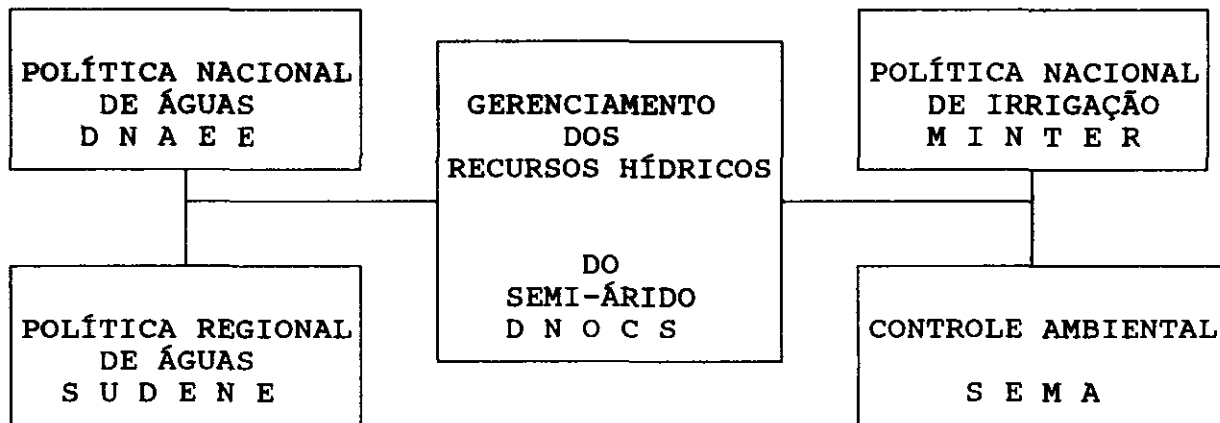 POLÍTICA NACIONAL
DE ÁGUAS
D N A E E
POLÍTICA REGIONAL
DE ÁGUAS
S U D E N E
GERENCIAMENTO
DOS
RECURSOS HÍDRICOS
DO
SEMI-ÁRIDO
D N O C S
POLÍTICA NACIONAL
DE IRRIGAÇÃO
M I N T E R
CONTROLE AMBIENTAL
S E M A